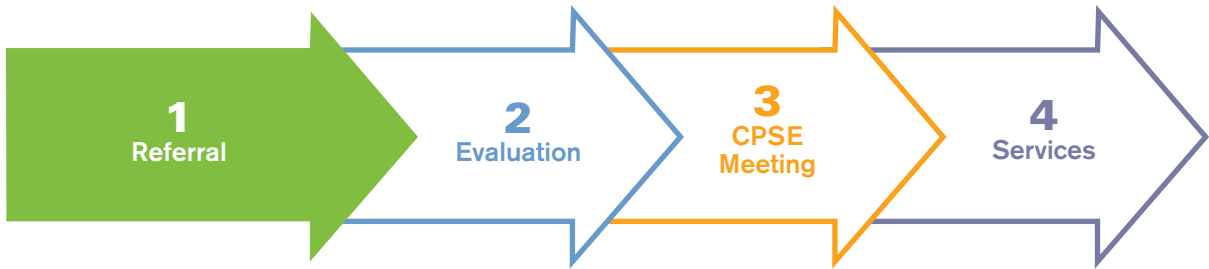 1
Referral
2
Evaluation
3
CPSE
Meeting
4
Services